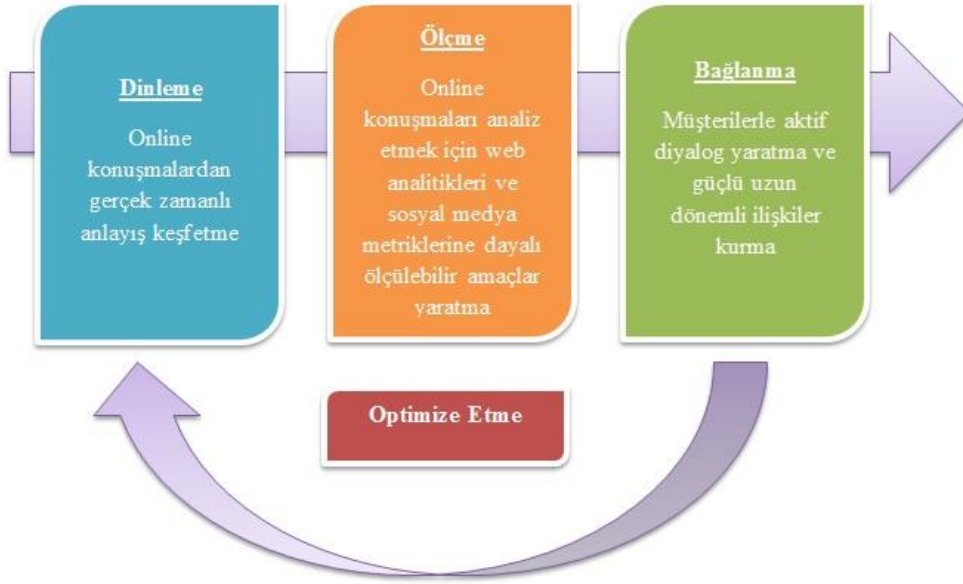 Dinleme
Online
konuşmalardan
gerçek zamanlı
anlayış keşfetme
Ölçme
Online
konuşmaları analiz
etmek için web
analitikleri ve
sosyal medya
metriklerine dayalı
ölçülebilir amaçlar
yaratma
Bağlanma
Müşterilerle aktif
diyalog yaratma ve
güçlü uzun
dönemli ilişkiler
kurma
Optimize Etme